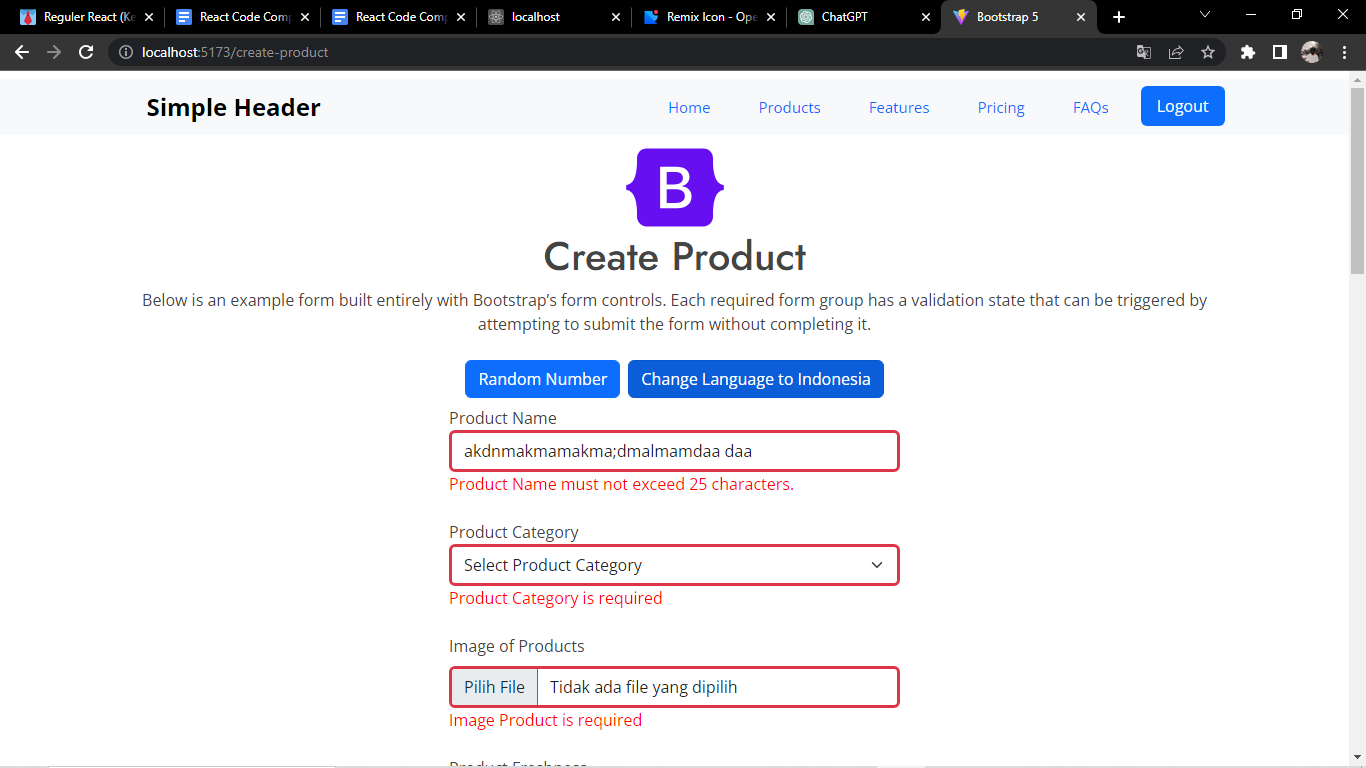 Reguler React (Ke
React Code Comp
React Code Comp
localhost
Remix Icon - Ope
ChatGPT
Bootstrap 5
localhost:5173/create-product
Simple Header
Home
Products
Features
Pricing
FAQs
Logout
B
Create Product
Below is an example form built entirely with Bootstrap’s form controls. Each required form group has a validation state that can be triggered by
attempting to submit the form without completing it.
Random Number
Change Language to Indonesia
Product Name
akdnmakmamakma;dmalmamdaa daa
Product Name must not exceed 25 characters.
Product Category
Select Product Category
Product Category is required
Image of Products
Pilih File
Tidak ada file yang dipilih
Image Product is required
Product Freshness